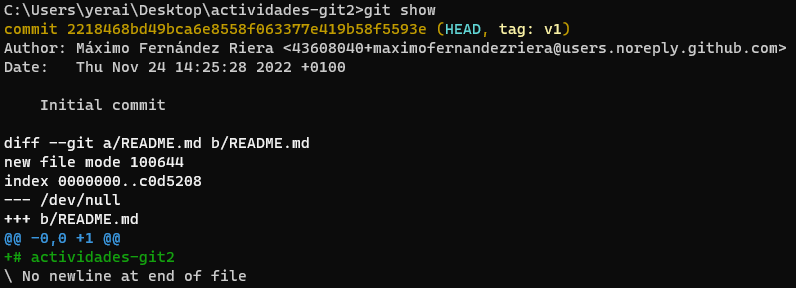 C:\Users\yerai\Desktop\actividades-git2>git show
commit 2218468bd49bca6e8558f063377e419b58f5593e (HEAD, tag: v1)
Author: Máximo Fernández Riera <43608040+maximofernandezriera@users.noreply.github.com>
Date:   Thu Nov 24 14:25:28 2022 +0100

    Initial commit

diff --git a/README.md b/README.md
new file mode 100644
index 0000000..c0d5208
--- /dev/null
+++ b/README.md
@@ -0,0 +1 @@
+# actividades-git2
\ No newline at end of file